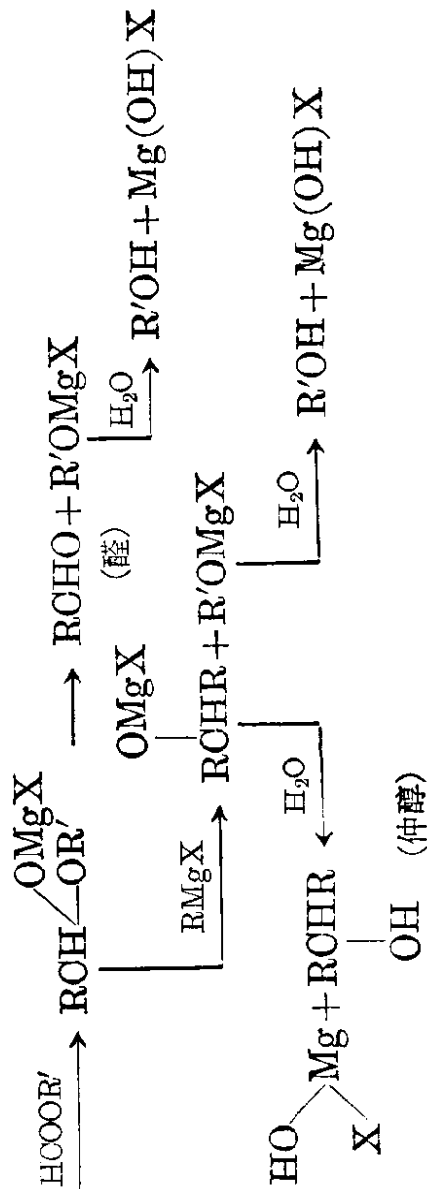 HCOOR′
RCH
OMgX
OR′
RCHO + R′OMgX
(醛)
H₂O
R′OH + Mg(OH)X
RMgX
OMgX
RCHR + R′OMgX
H₂O
R′OH + Mg(OH)X
H₂O
HO
X
Mg + RCHR
OH
(仲醇)